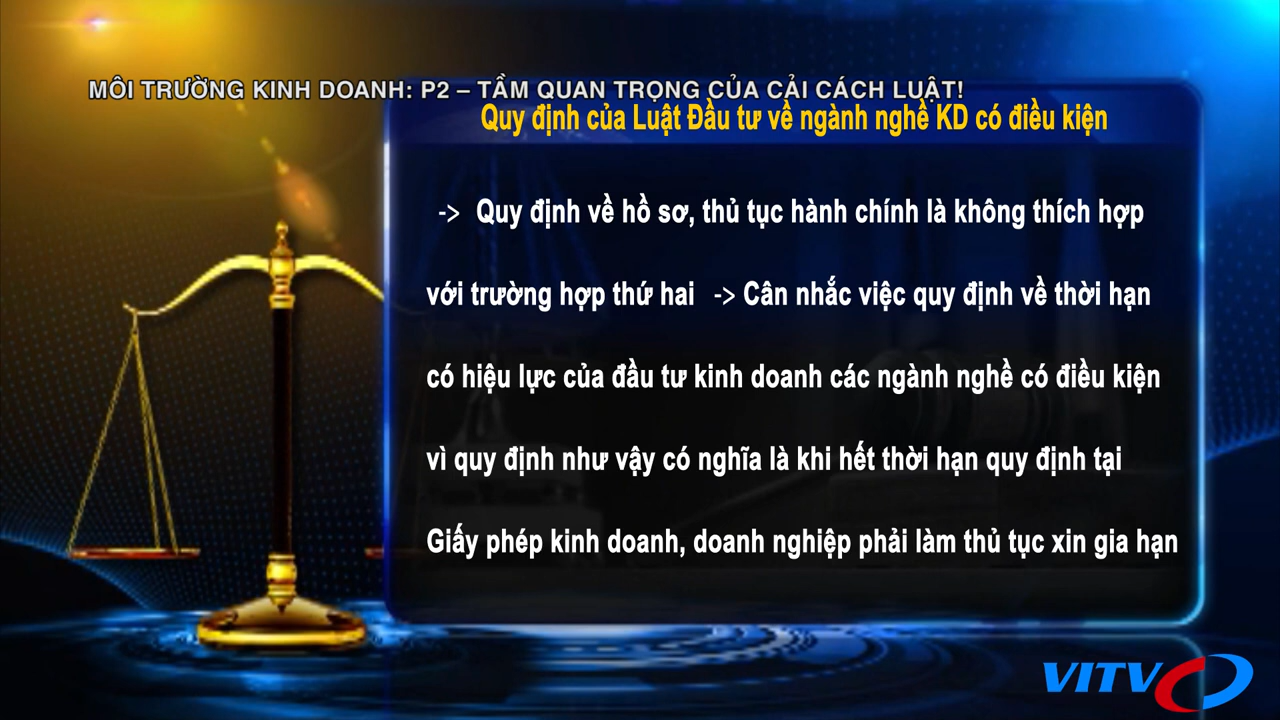 MÔI TRƯỜNG KINH DOANH: P2 – TẦM QUAN TRỌNG CỦA CẢI CÁCH LUẬT!
Quy định của Luật Đầu tư về ngành nghề KD có điều kiện
-> Quy định về hồ sơ, thủ tục hành chính là không thích hợp
với trường hợp thứ hai -> Cân nhắc việc quy định về thời hạn
có hiệu lực của đầu tư kinh doanh các ngành nghề có điều kiện
vì quy định như vậy có nghĩa là khi hết thời hạn quy định tại
Giấy phép kinh doanh, doanh nghiệp phải làm thủ tục xin gia hạn
VITV